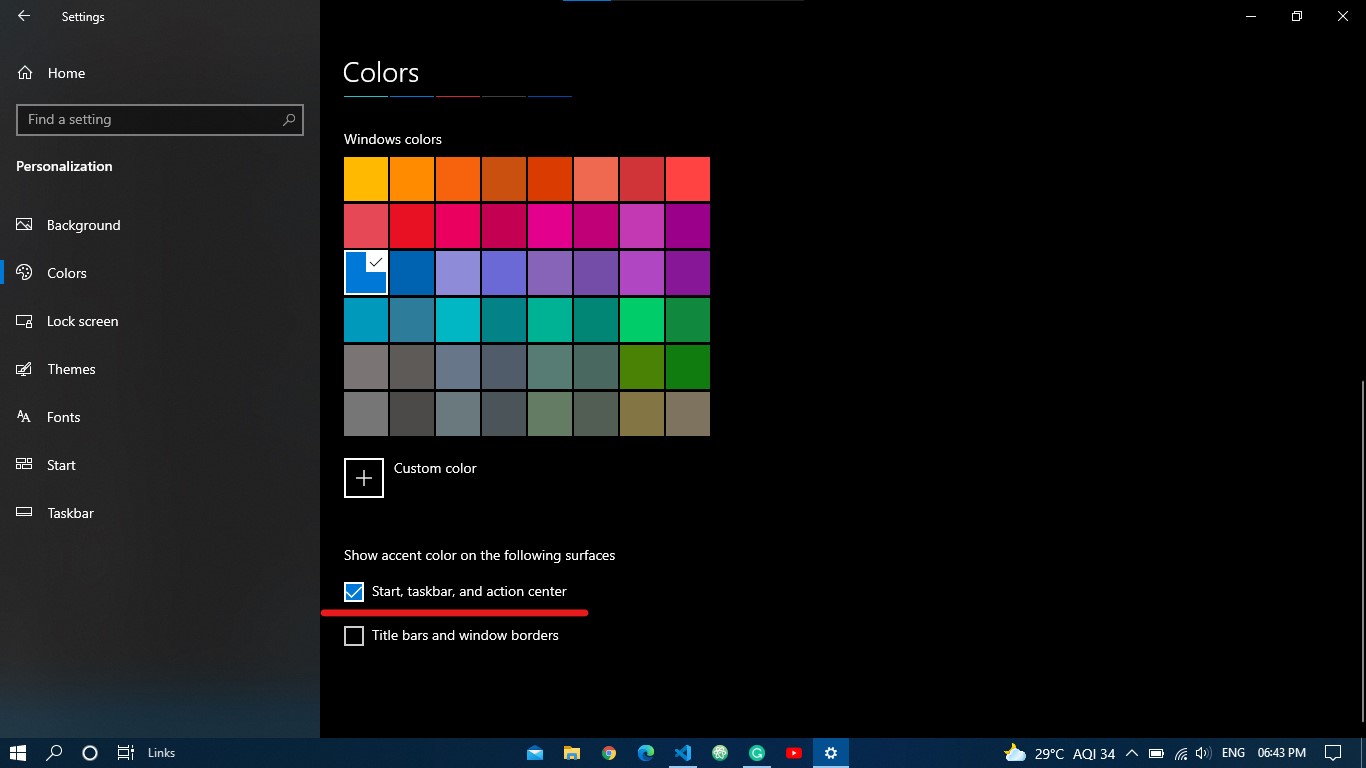 Settings
Home
Find a setting
Personalization
Background
Colors
Lock screen
Themes
Fonts
Start
Taskbar
Colors
Windows colors
Custom color
Show accent color on the following surfaces
Start, taskbar, and action center
Title bars and window borders
Links
29°C AQI 34 ENG 06:43 PM